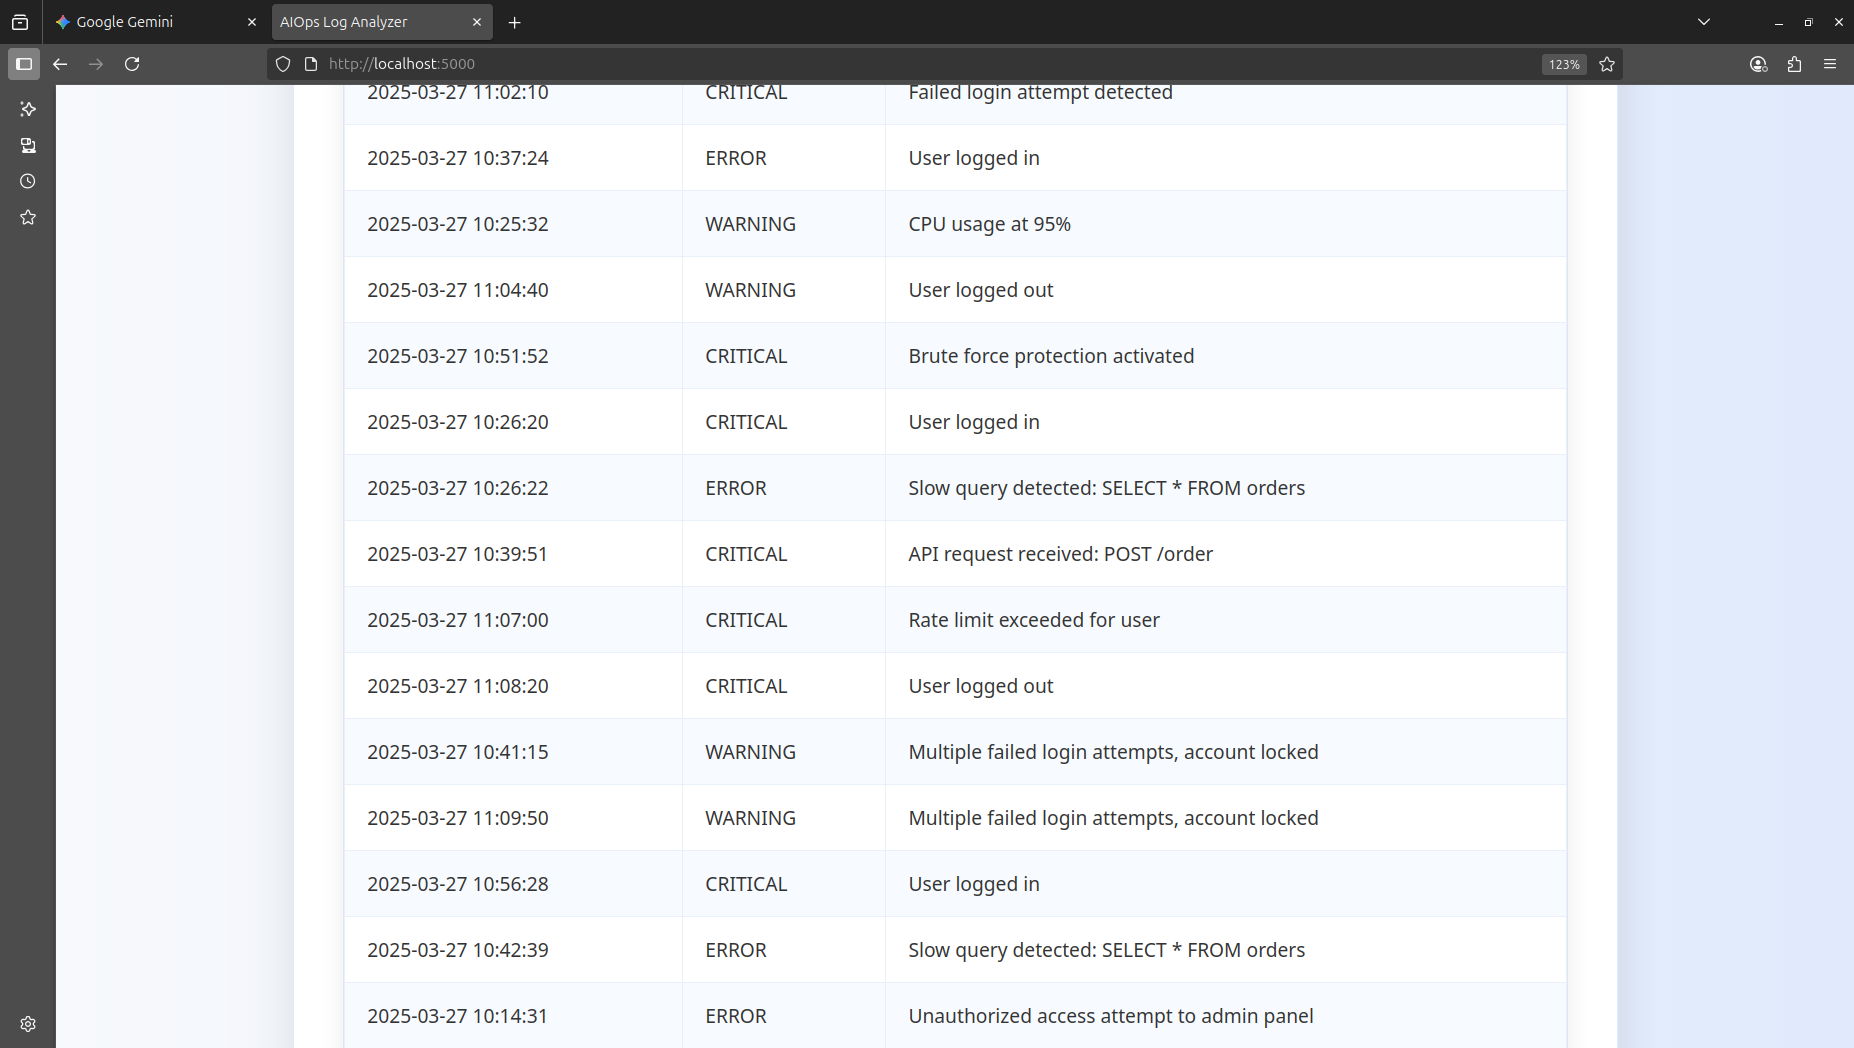 Google Gemini
AIOps Log Analyzer
http://localhost:5000
123%
2025-03-27 11:02:10 CRITICAL Failed login attempt detected
2025-03-27 10:37:24 ERROR User logged in
2025-03-27 10:25:32 WARNING CPU usage at 95%
2025-03-27 11:04:40 WARNING User logged out
2025-03-27 10:51:52 CRITICAL Brute force protection activated
2025-03-27 10:26:20 CRITICAL User logged in
2025-03-27 10:26:22 ERROR Slow query detected: SELECT * FROM orders
2025-03-27 10:39:51 CRITICAL API request received: POST /order
2025-03-27 11:07:00 CRITICAL Rate limit exceeded for user
2025-03-27 11:08:20 CRITICAL User logged out
2025-03-27 10:41:15 WARNING Multiple failed login attempts, account locked
2025-03-27 11:09:50 WARNING Multiple failed login attempts, account locked
2025-03-27 10:56:28 CRITICAL User logged in
2025-03-27 10:42:39 ERROR Slow query detected: SELECT * FROM orders
2025-03-27 10:14:31 ERROR Unauthorized access attempt to admin panel